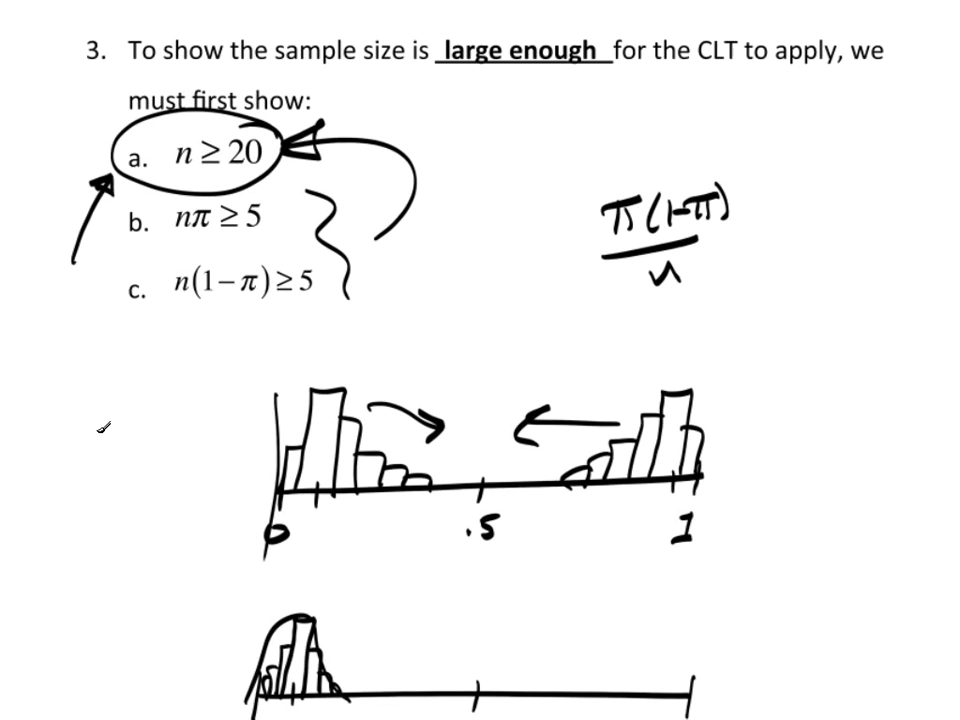 3. To show the sample size is large enough for the CLT to apply, we
must first show:
a. n ≥ 20
b. nπ ≥ 5
c. n(1−π) ≥ 5
π(1-π)
n
0 .5 1